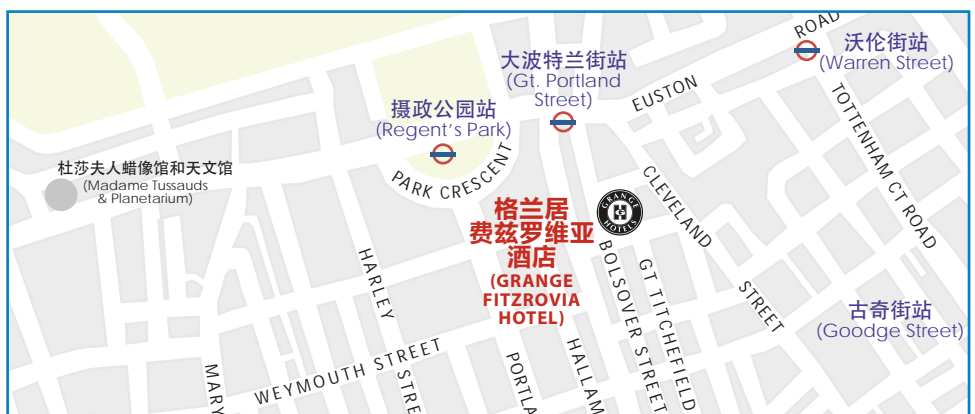 ROAD
沃伦街站
(Warren Street)
大波特兰街站
(Gt. Portland
Street)
EUSTON
摄政公园站
(Regent's Park)
TOTTENHAM CT ROAD
杜莎夫人蜡像馆和天文馆
(Madame Tussauds
& Planetarium)
PARK CRESCENT
CLEVELAND
STREET
格兰居
费兹罗维亚
酒店
(GRANGE
FITZROVIA
HOTEL)
GRANGE
HOTELS
BOLSOVER STREET
GT TITCHFIELD
HARLEY
STRE
古奇街站
(Goodge Street)
WEYMOUTH STREET
MARY
PORTLA
HALLAM